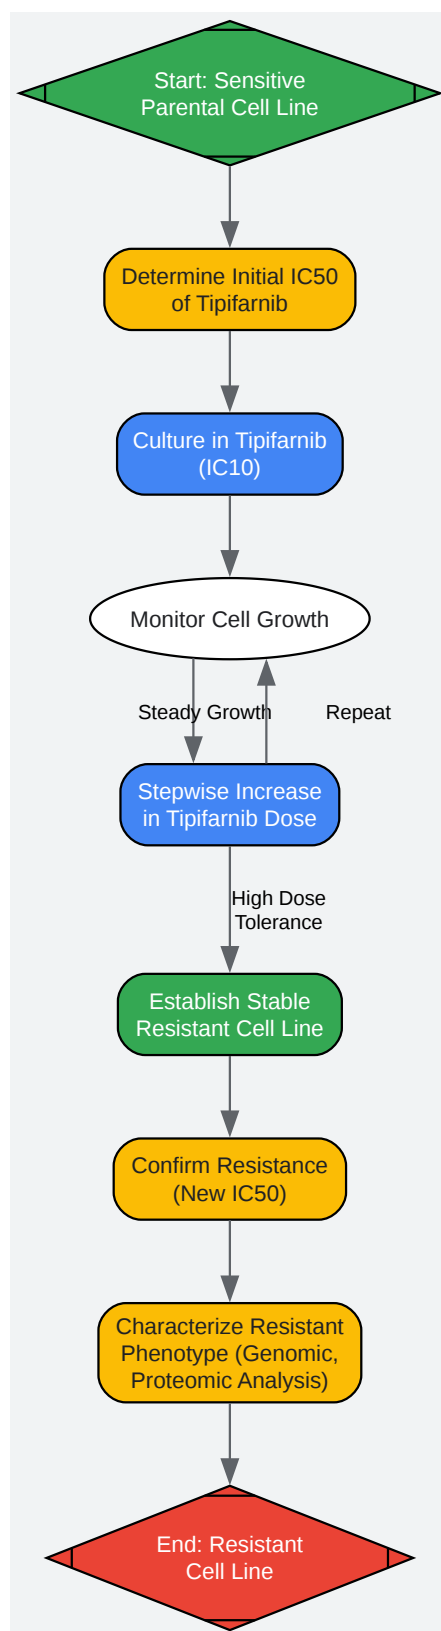 Start: Sensitive
Parental Cell Line
Determine Initial IC50
of Tipifarnib
Culture in Tipifarnib
(IC10)
Monitor Cell Growth
Steady Growth
Repeat
Stepwise Increase
in Tipifarnib Dose
High Dose
Tolerance
Establish Stable
Resistant Cell Line
Confirm Resistance
(New IC50)
Characterize Resistant
Phenotype (Genomic,
Proteomic Analysis)
End: Resistant
Cell Line